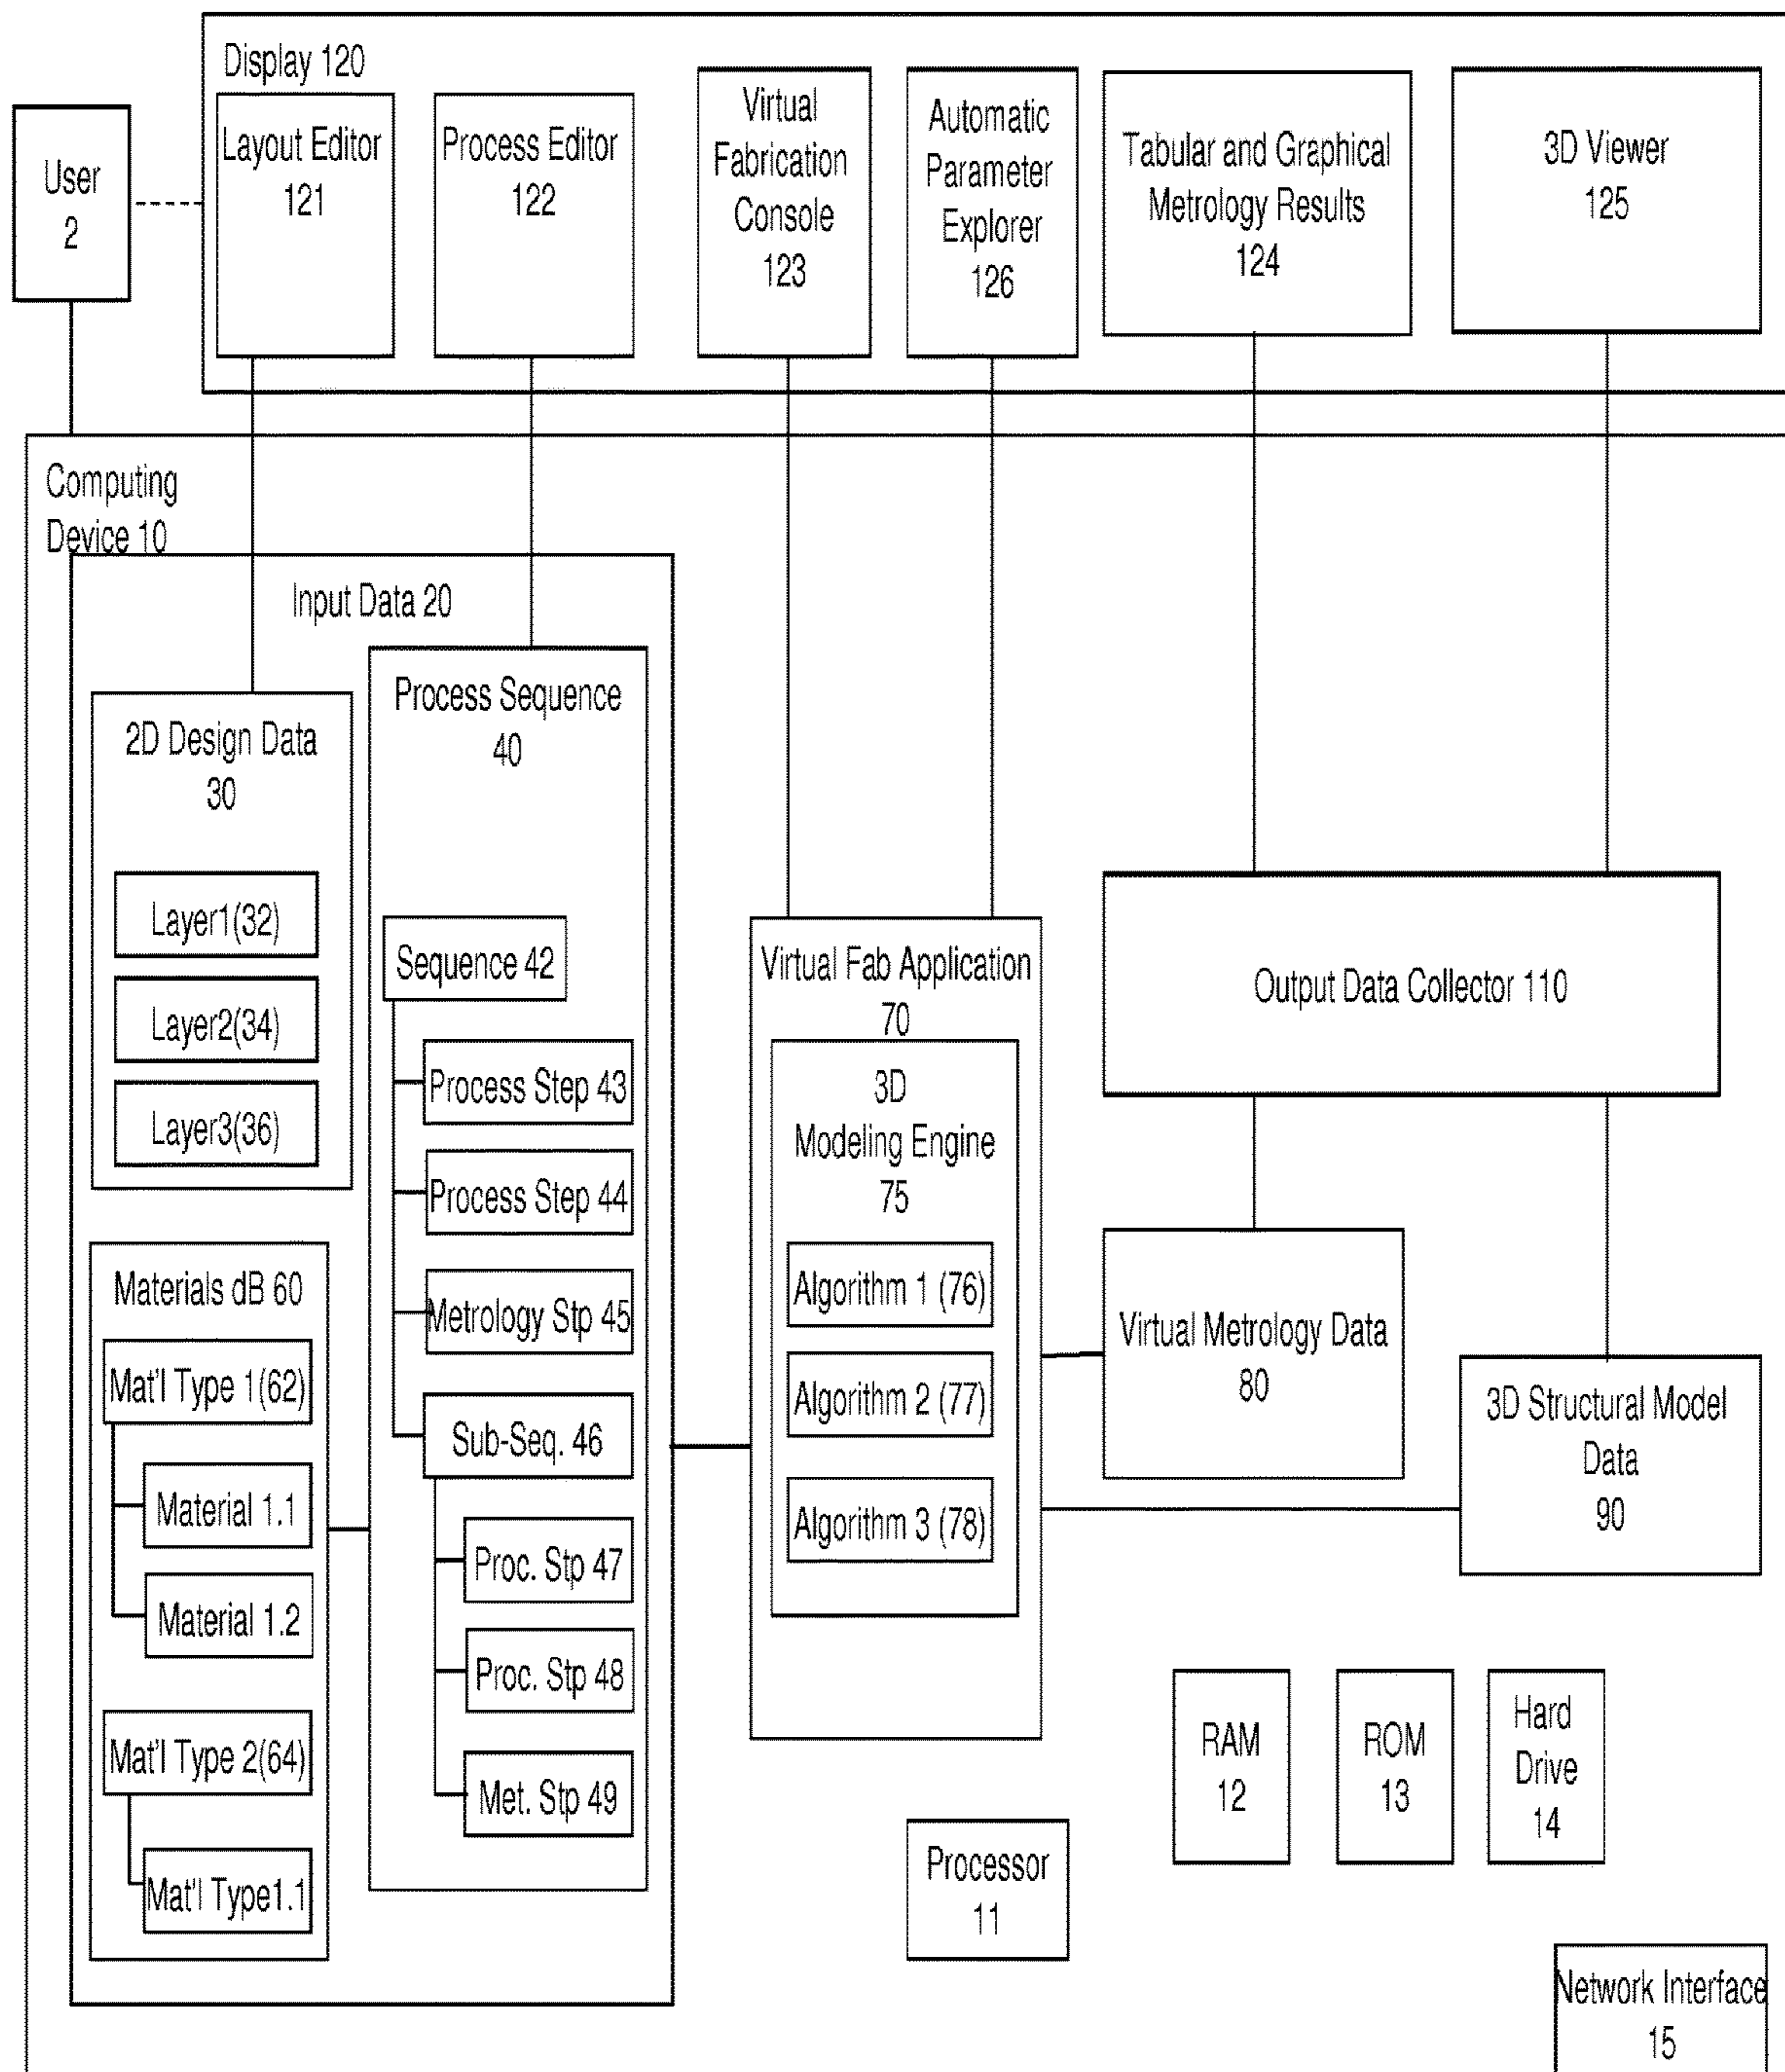 Display 120
User
2
Layout Editor
121
Process Editor
122
Virtual
Fabrication
Console
123
Automatic
Parameter
Explorer
126
Tabular and Graphical
Metrology Results
124
3D Viewer
125
Computing
Device 10
Input Data 20
2D Design Data
30
Layer1(32)
Layer2(34)
Layer3(36)
Materials dB 60
Mat'l Type 1(62)
Material 1.1
Material 1.2
Mat'l Type 2(64)
Mat'l Type1.1
Process Sequence
40
Sequence 42
Process Step 43
Process Step 44
Metrology Stp 45
Sub-Seq. 46
Proc. Stp 47
Proc. Stp 48
Met. Stp 49
Virtual Fab Application
70
3D
Modeling Engine
75
Algorithm 1 (76)
Algorithm 2 (77)
Algorithm 3 (78)
Output Data Collector 110
Virtual Metrology Data
80
3D Structural Model
Data
90
RAM
12
ROM
13
Hard
Drive
14
Processor
11
Network Interface
15